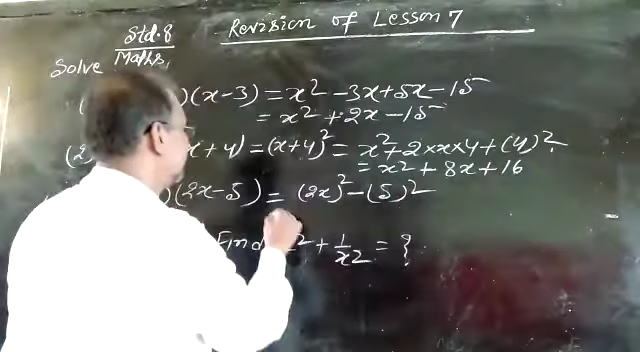 Std. 8 Revision of Lesson 7
Maths,
Solve
)(x-3) = x² -3x+5x-15
= x² +2x-15
(2) x+4) = (x+4)² = x²+2×x×4+(4)²
= x²+8x+16
)(2x-5) = (2x)²-(5)²
Find ² + 1/x2 = ?